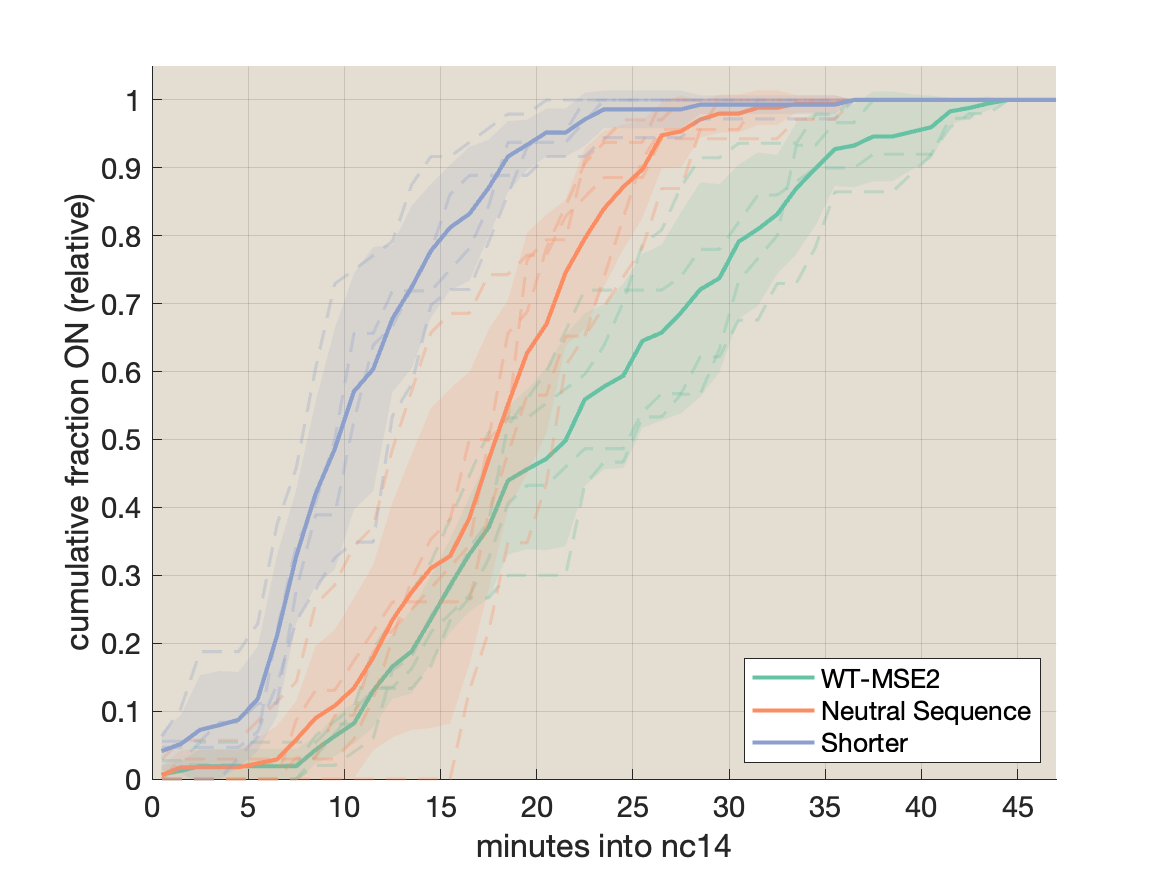 cumulative fraction ON (relative)
1
0.9
0.8
0.7
0.6
0.5
0.4
0.3
0.2
0.1
0
WT-MSE2
Neutral Sequence
Shorter
0 5 10 15 20 25 30 35 40 45
minutes into nc14